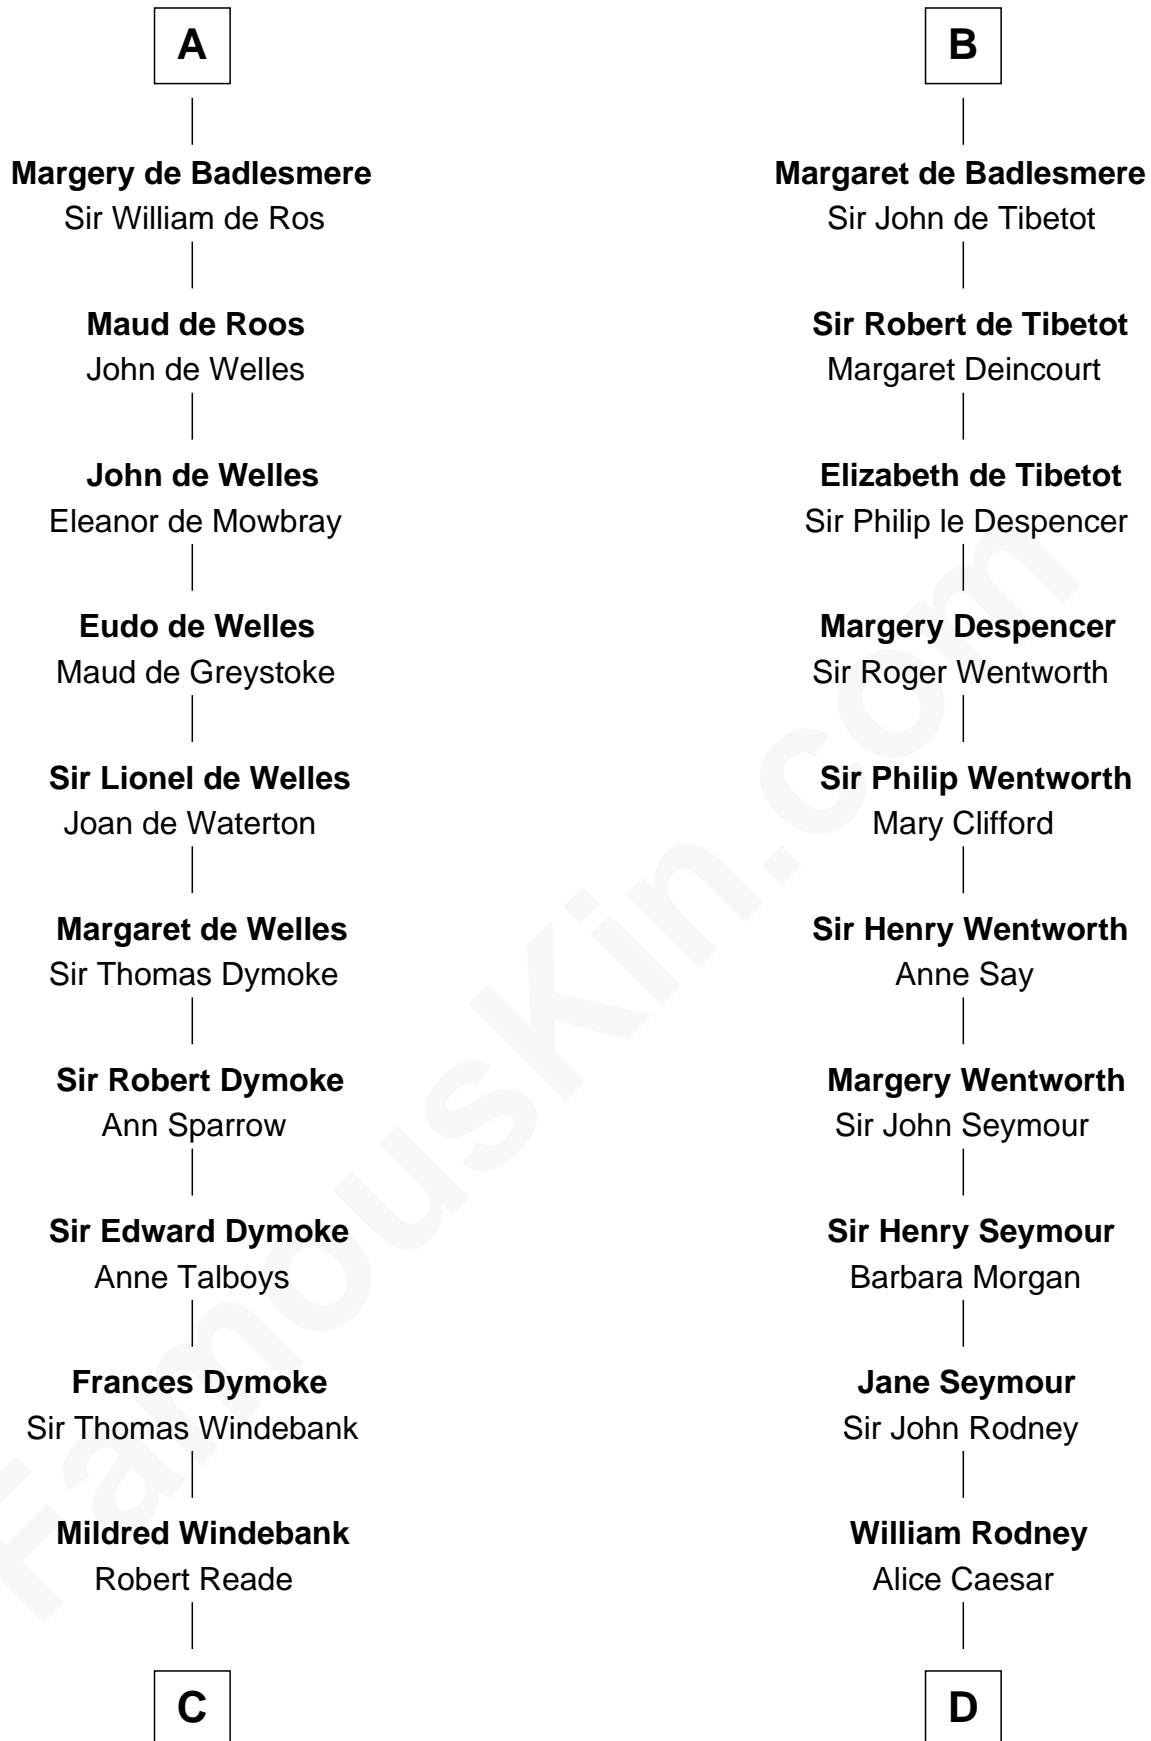 A
Margery de Badlesmere
Sir William de Ros
Maud de Roos
John de Welles
John de Welles
Eleanor de Mowbray
Eudo de Welles
Maud de Greystoke
Sir Lionel de Welles
Joan de Waterton
Margaret de Welles
Sir Thomas Dymoke
Sir Robert Dymoke
Ann Sparrow
Sir Edward Dymoke
Anne Talboys
Frances Dymoke
Sir Thomas Windebank
Mildred Windebank
Robert Reade
C
B
Margaret de Badlesmere
Sir John de Tibetot
Sir Robert de Tibetot
Margaret Deincourt
Elizabeth de Tibetot
Sir Philip le Despencer
Margery Despencer
Sir Roger Wentworth
Sir Philip Wentworth
Mary Clifford
Sir Henry Wentworth
Anne Say
Margery Wentworth
Sir John Seymour
Sir Henry Seymour
Barbara Morgan
Jane Seymour
Sir John Rodney
William Rodney
Alice Caesar
D
FamousKin.com